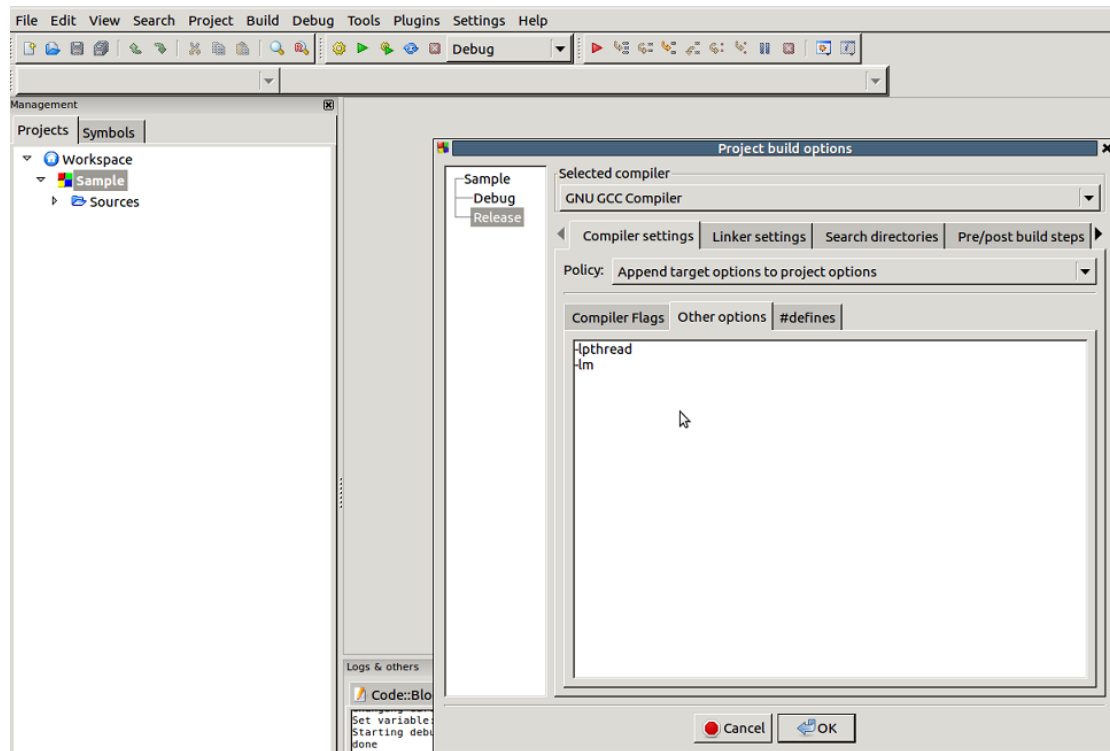 File Edit View Search Project Build Debug Tools Plugins Settings Help
Debug
Management
Projects Symbols
Workspace
Sample
Sources
Project build options
Sample
Debug
Release
Selected compiler
GNU GCC Compiler
Compiler settings Linker settings Search directories Pre/post build steps
Policy: Append target options to project options
Compiler Flags Other options #defines
-lpthread
-lm
Logs & others
Code::Blo
Set variable:
Starting debu
done
Cancel OK